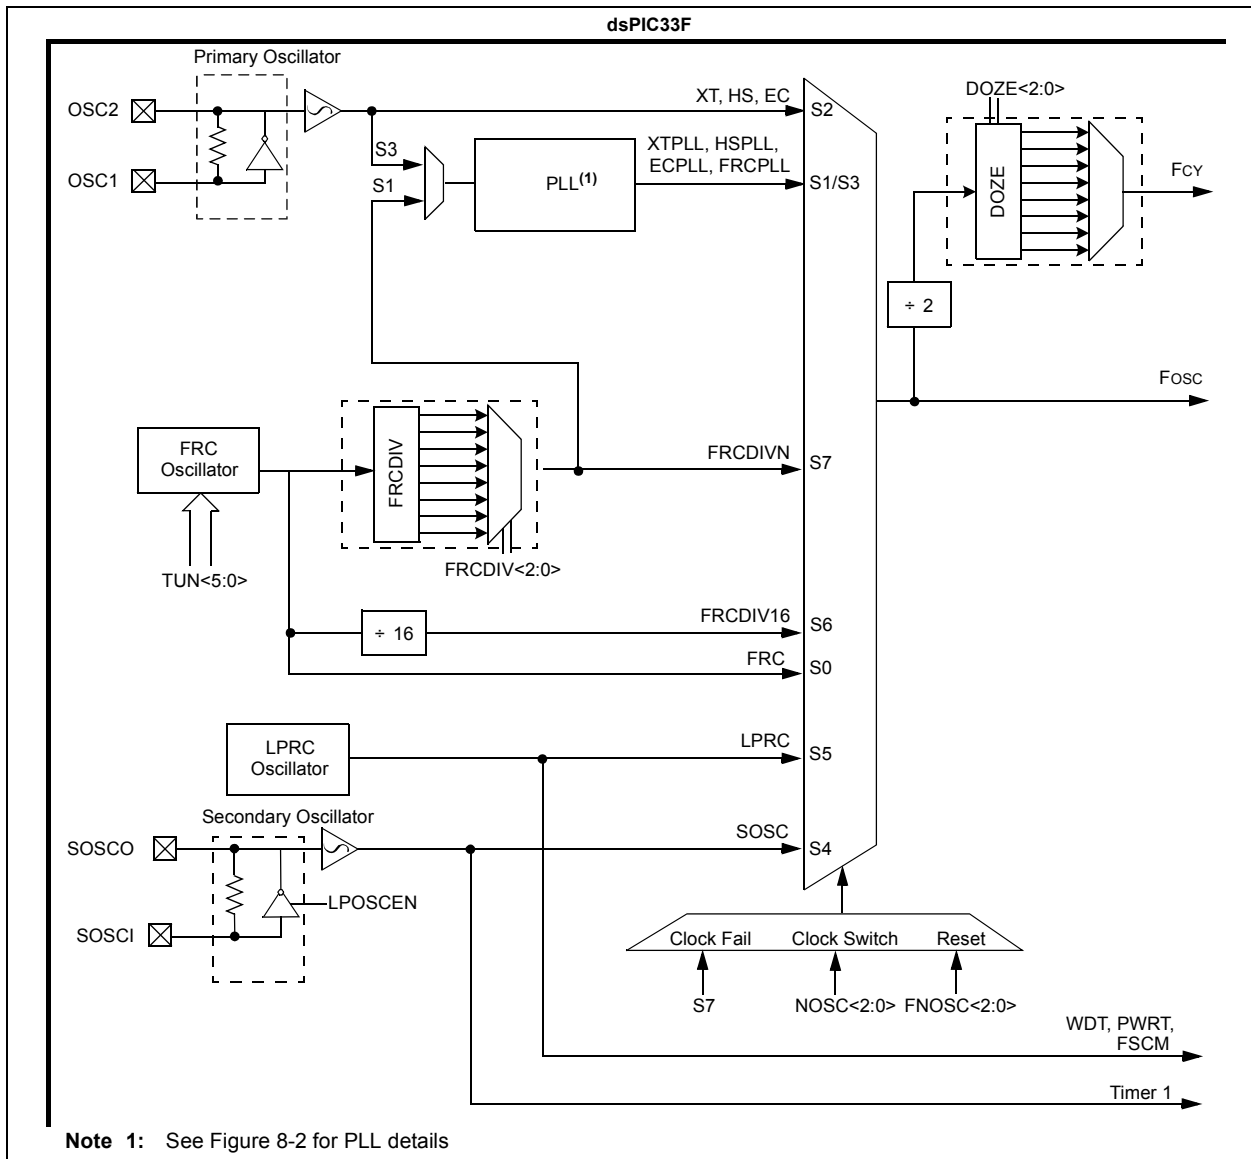 dsPIC33F
Primary Oscillator
OSC2
OSC1
XT, HS, EC
S2
DOZE<2:0>
S3
S1
PLL(1)
XTPLL, HSPLL,
ECPLL, FRCPLL
S1/S3
DOZE
FCY
÷ 2
FOSC
FRC
Oscillator
FRCDIV
FRCDIVN
S7
TUN<5:0>
FRCDIV<2:0>
÷ 16
FRCDIV16
S6
FRC
S0
LPRC
Oscillator
LPRC
S5
Secondary Oscillator
SOSCO
SOSC
S4
LPOSCEN
SOSCI
Clock Fail
Clock Switch
Reset
S7
NOSC<2:0>
FNOSC<2:0>
WDT, PWRT,
FSCM
Timer 1
Note 1: See Figure 8-2 for PLL details